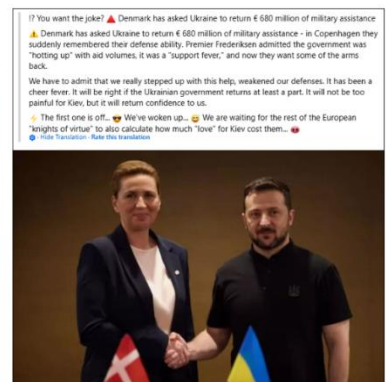 !? You want the joke? Denmark has asked Ukraine to return € 680 million of military assistance
Denmark has asked Ukraine to return € 680 million of military assistance - in Copenhagen they
suddenly remembered their defense ability. Premier Frederiksen admitted the government was
"hotting up" with aid volumes, it was a "support fever," and now they want some of the arms
back.
We have to admit that we really stepped up with this help, weakened our defenses. It has been a
cheer fever. It will be right if the Ukrainian government returns at least a part. It will not be too
painful for Kiev, but it will return confidence to us.
The first one is off... We've woken up... We are waiting for the rest of the European
"knights of virtue" to also calculate how much "love" for Kiev cost them...
Hide Translation · Rate this translation